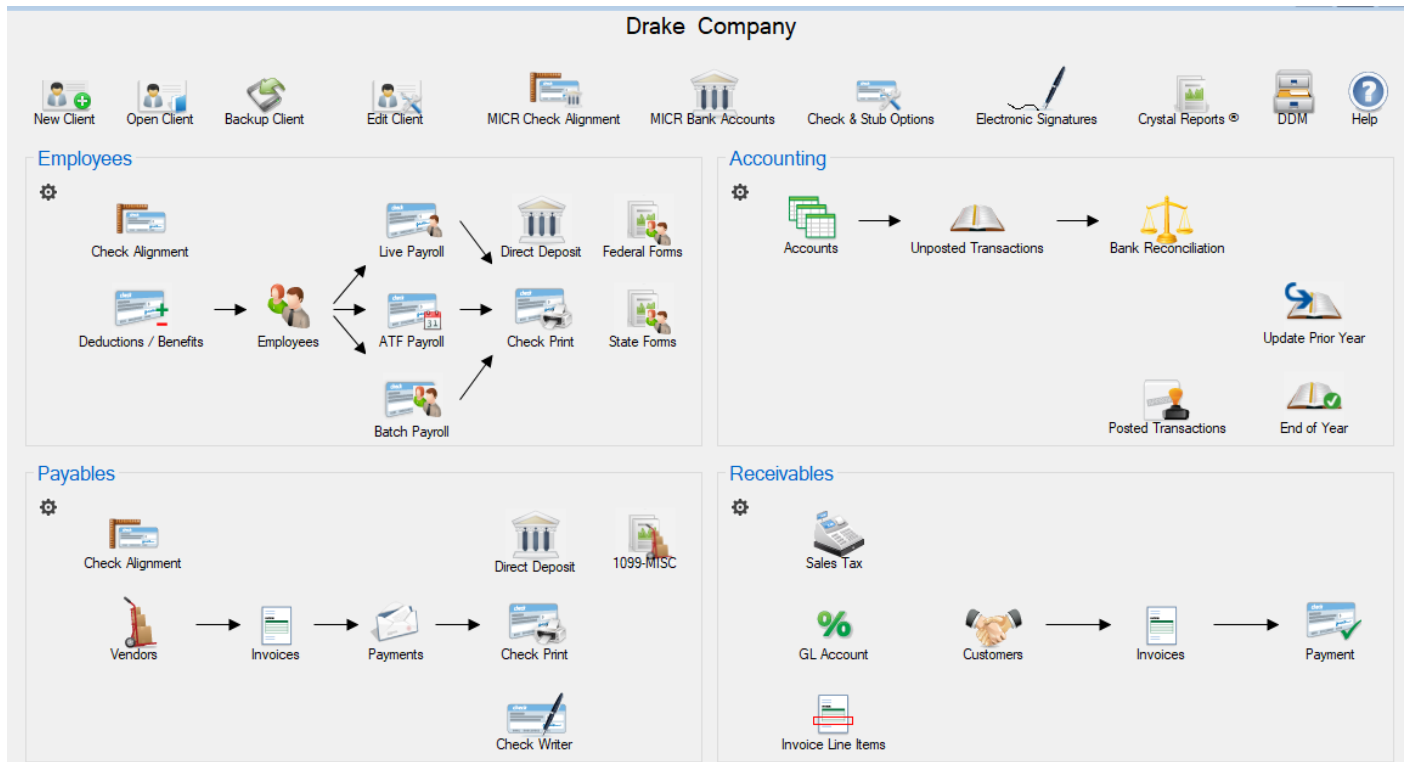 Drake Company
New Client Open Client Backup Client Edit Client MICR Check Alignment MICR Bank Accounts Check & Stub Options Electronic Signatures Crystal Reports ® DDM Help
Employees
Check Alignment Live Payroll Direct Deposit Federal Forms
Deductions / Benefits Employees ATF Payroll Check Print State Forms
Batch Payroll
Accounting
Accounts Unposted Transactions Bank Reconciliation
Update Prior Year
Posted Transactions End of Year
Payables
Check Alignment Direct Deposit 1099-MISC
Vendors Invoices Payments Check Print
Check Writer
Receivables
Sales Tax
GL Account Customers Invoices Payment
Invoice Line Items